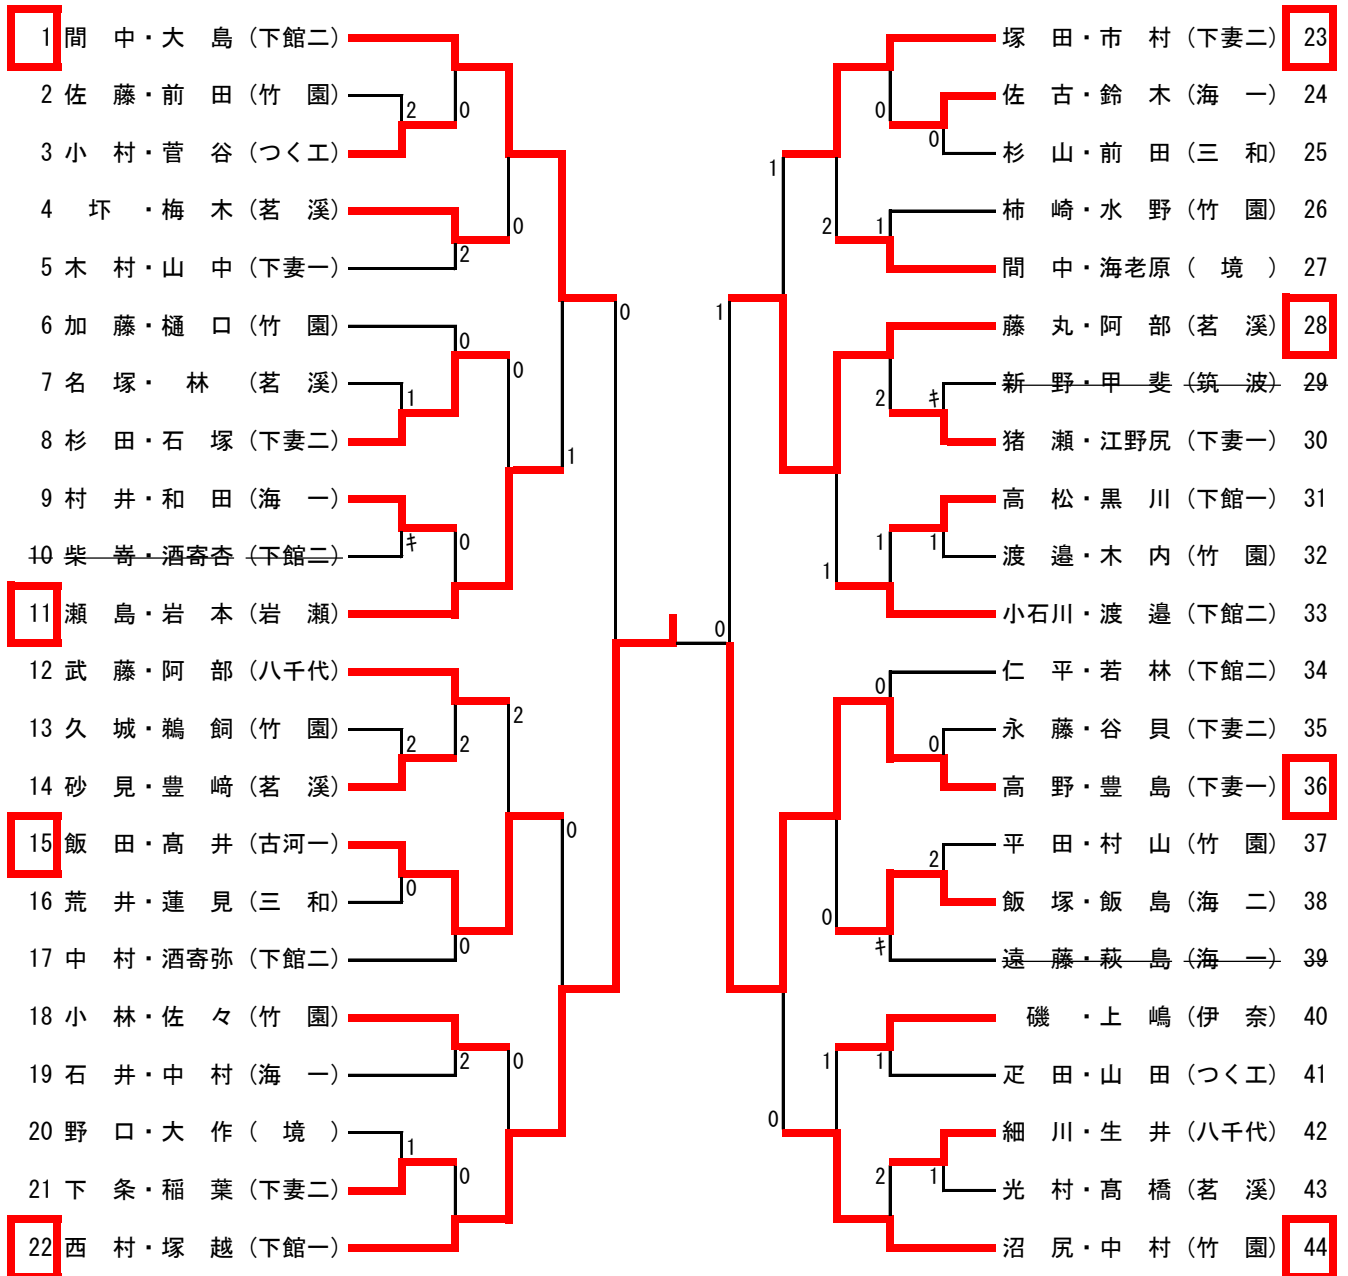 1 間　中・大　島 (下館二)
2 佐　藤・前　田 (竹　園)
2
0
3 小　村・菅　谷 (つくエ)
4 　坏　・梅　木 (茗　溪)
0
2
5 木　村・山　中 (下妻一)
6 加　藤・樋　口 (竹　園)
0
0
7 名　塚・　林　 (茗　溪)
1
8 杉　田・石　塚 (下妻二)
1
9 村　井・和　田 (海　一)
キ
0
10 柴　嵜・酒寄杏 (下館二)
11 瀬　島・岩　本 (岩　瀬)
0
12 武　藤・阿　部 (八千代)
2
13 久　城・鵜　飼 (竹　園)
2
2
14 砂　見・豊　﨑 (茗　溪)
15 飯　田・髙　井 (古河一)
0
0
16 荒　井・蓮　見 (三　和)
17 中　村・酒寄弥 (下館二)
0
18 小　林・佐　々 (竹　園)
2
0
19 石　井・中　村 (海　一)
20 野　口・大　作 (　境　)
1
0
21 下　条・稲　葉 (下妻二)
22 西　村・塚　越 (下館一)
塚　田・市　村 (下妻二) 23
佐　古・鈴　木 (海　一) 24
0
0
杉　山・前　田 (三　和) 25
1
柿　崎・水　野 (竹　園) 26
2
1
間　中・海老原 (　境　) 27
1
藤　丸・阿　部 (茗　溪) 28
新　野・甲　斐 (筑　波) 29
2
キ
猪　瀬・江野尻 (下妻一) 30
高　松・黒　川 (下館一) 31
1
1
渡　邉・木　内 (竹　園) 32
1
小石川・渡　邉 (下館二) 33
0
仁　平・若　林 (下館二) 34
0
永　藤・谷　貝 (下妻二) 35
0
高　野・豊　島 (下妻一) 36
平　田・村　山 (竹　園) 37
2
飯　塚・飯　島 (海　二) 38
0
キ
遠　藤・萩　島 (海　一) 39
磯　・上　嶋 (伊　奈) 40
1
1
疋　田・山　田 (つくエ) 41
0
細　川・生　井 (八千代) 42
2
1
光　村・髙　橋 (茗　溪) 43
沼　尻・中　村 (竹　園) 44